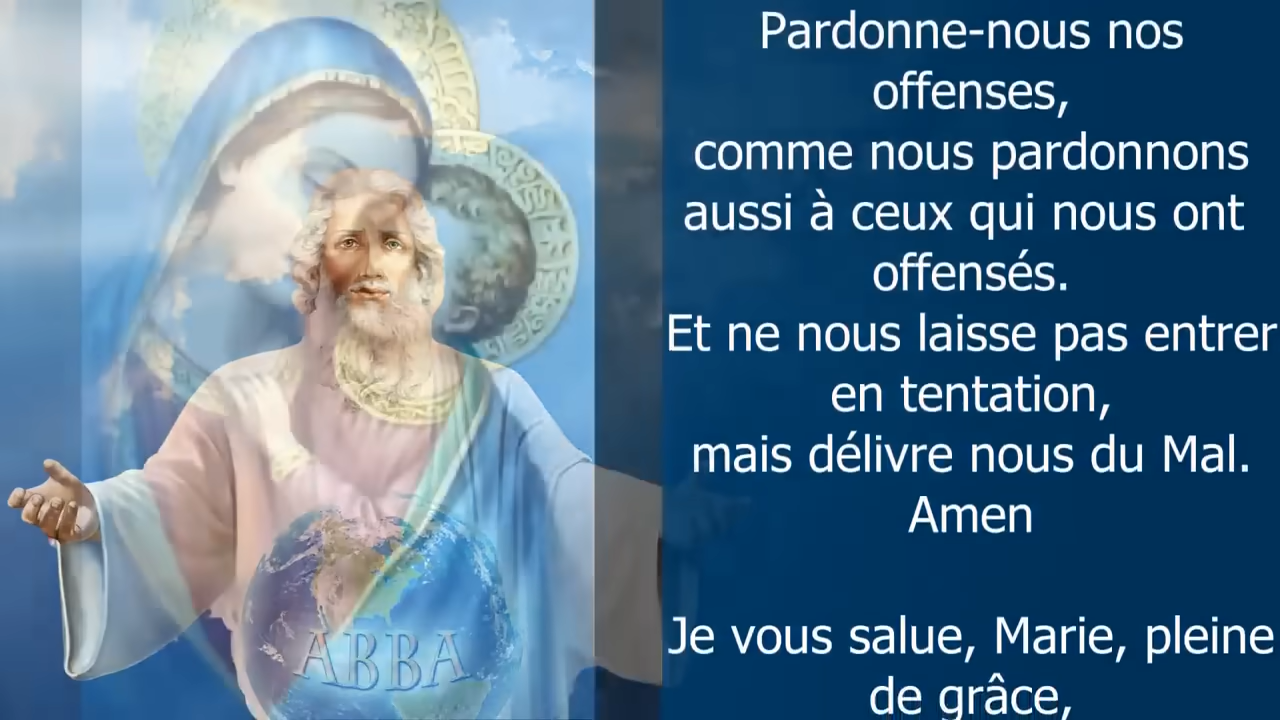 Pardonne-nous nos
offenses,
comme nous pardonnons
aussi à ceux qui nous ont
offensés.
Et ne nous laisse pas entrer
en tentation,
mais délivre nous du Mal.
Amen
Je vous salue, Marie, pleine
de grâce,
ABBA